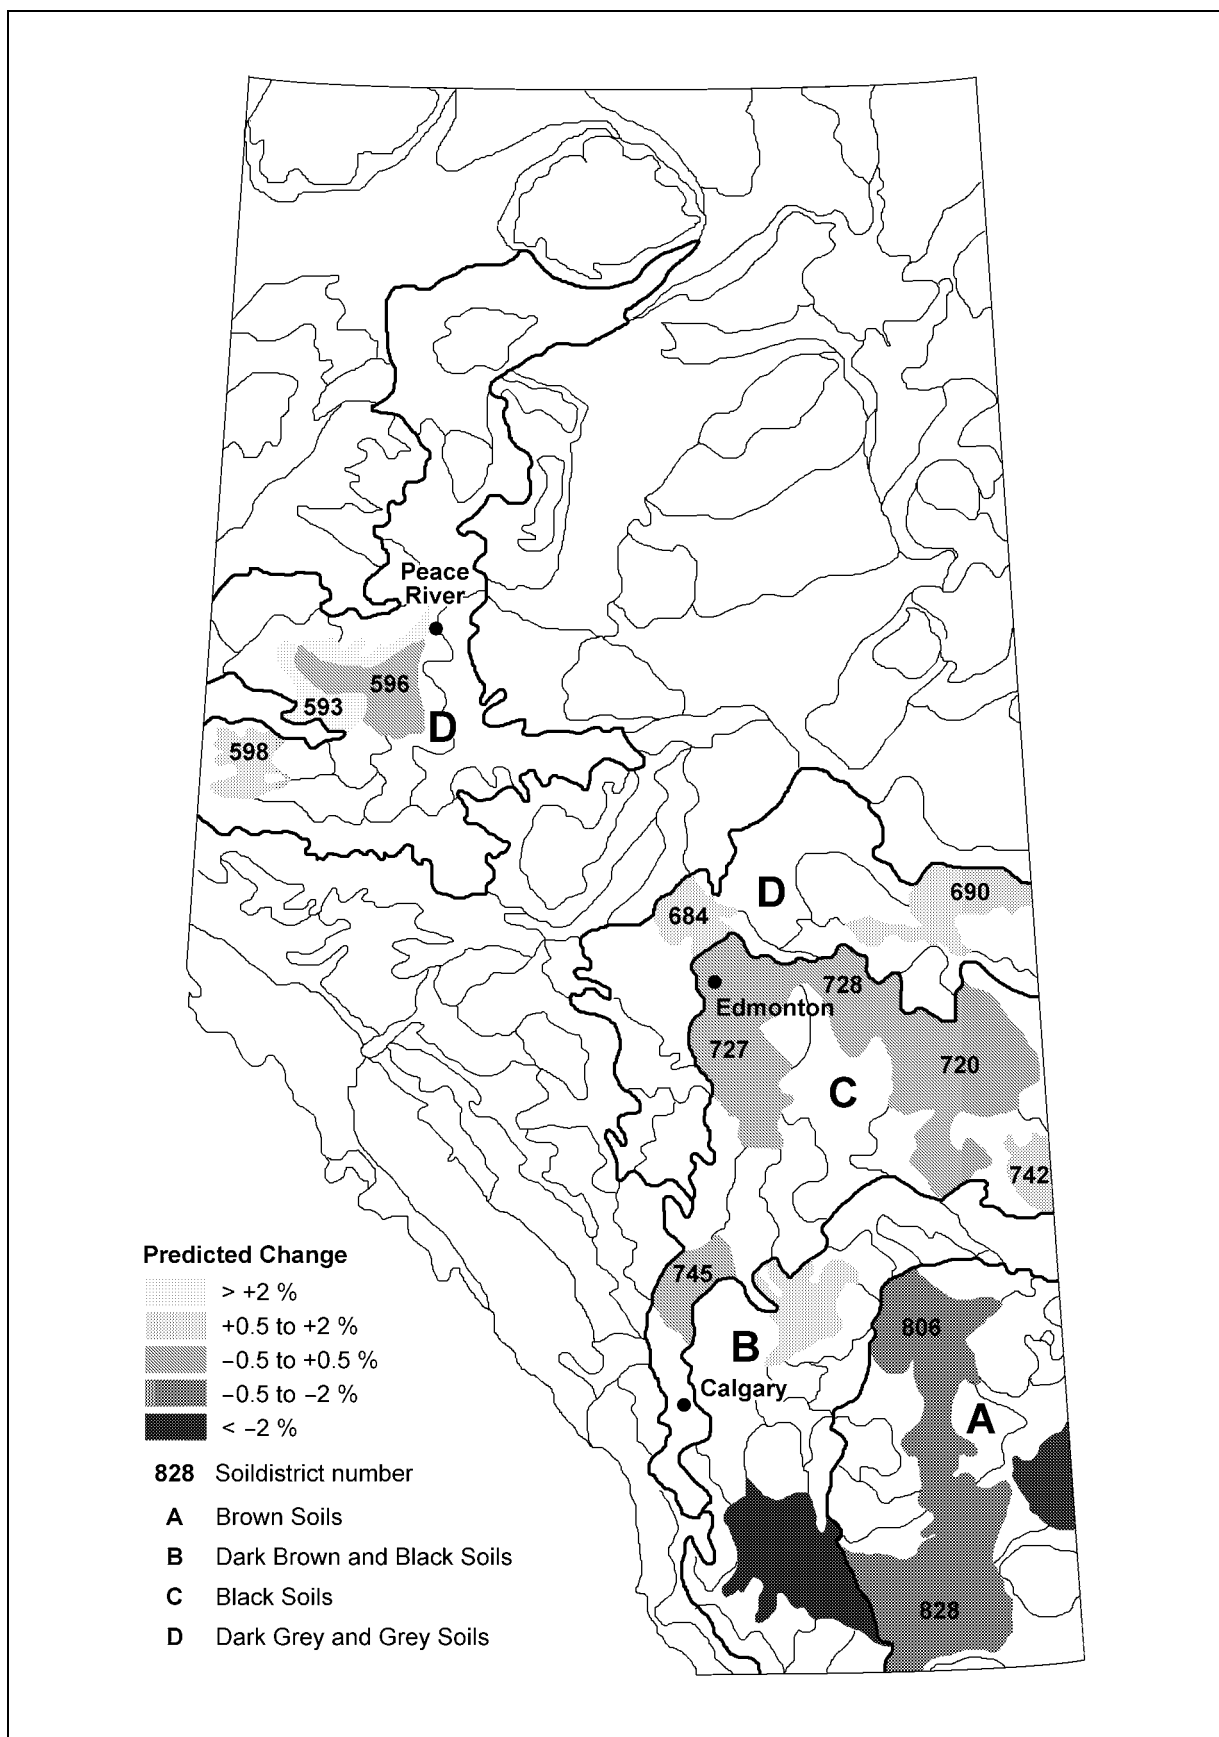 Peace
River
596
593
D
598
690
D
684
728
Edmonton
727
720
C
742
745
806
B
Calgary
A
828
Predicted Change
> +2 %
+0.5 to +2 %
−0.5 to +0.5 %
−0.5 to −2 %
< −2 %
828 Soildistrict number
A Brown Soils
B Dark Brown and Black Soils
C Black Soils
D Dark Grey and Grey Soils